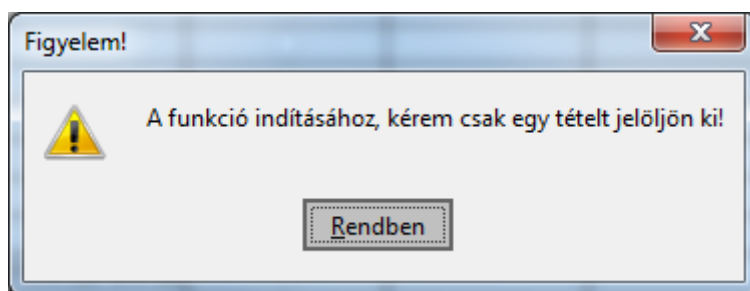 Figyelem!
A funkció indításához, kérem csak egy tételt jelöljön ki!
Rendben